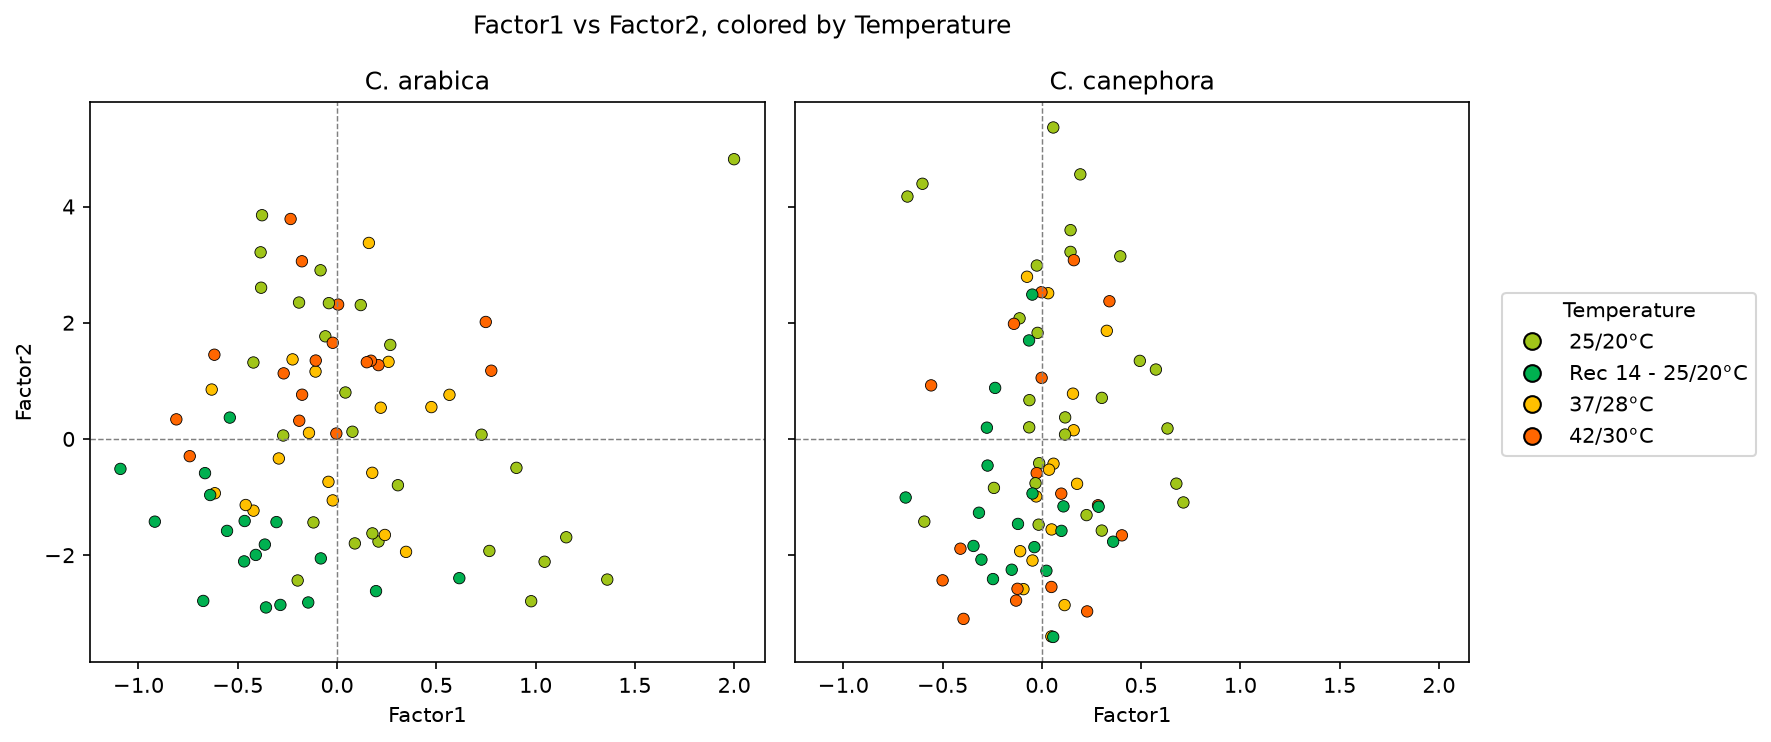 Factor1 vs Factor2, colored by Temperature
C. arabica
C. canephora
Factor2
4
2
0
−2
−1.0 −0.5 0.0 0.5 1.0 1.5 2.0
Factor1
−1.0 −0.5 0.0 0.5 1.0 1.5 2.0
Factor1
Temperature
25/20°C
Rec 14 - 25/20°C
37/28°C
42/30°C